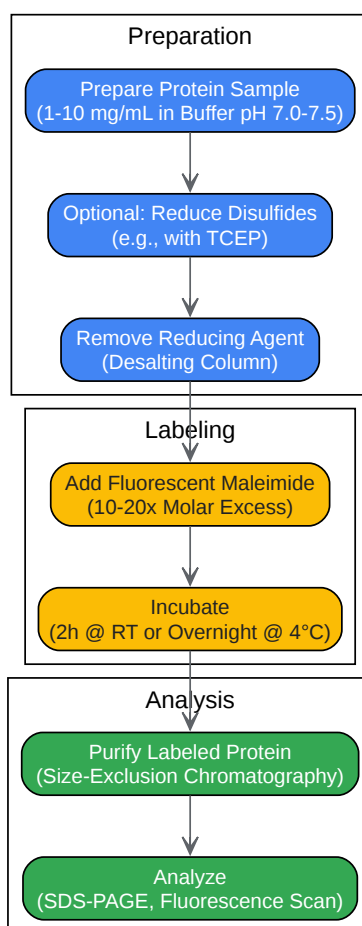 Preparation
Prepare Protein Sample
(1-10 mg/mL in Buffer pH 7.0-7.5)
Optional: Reduce Disulfides
(e.g., with TCEP)
Remove Reducing Agent
(Desalting Column)
Labeling
Add Fluorescent Maleimide
(10-20x Molar Excess)
Incubate
(2h @ RT or Overnight @ 4°C)
Analysis
Purify Labeled Protein
(Size-Exclusion Chromatography)
Analyze
(SDS-PAGE, Fluorescence Scan)